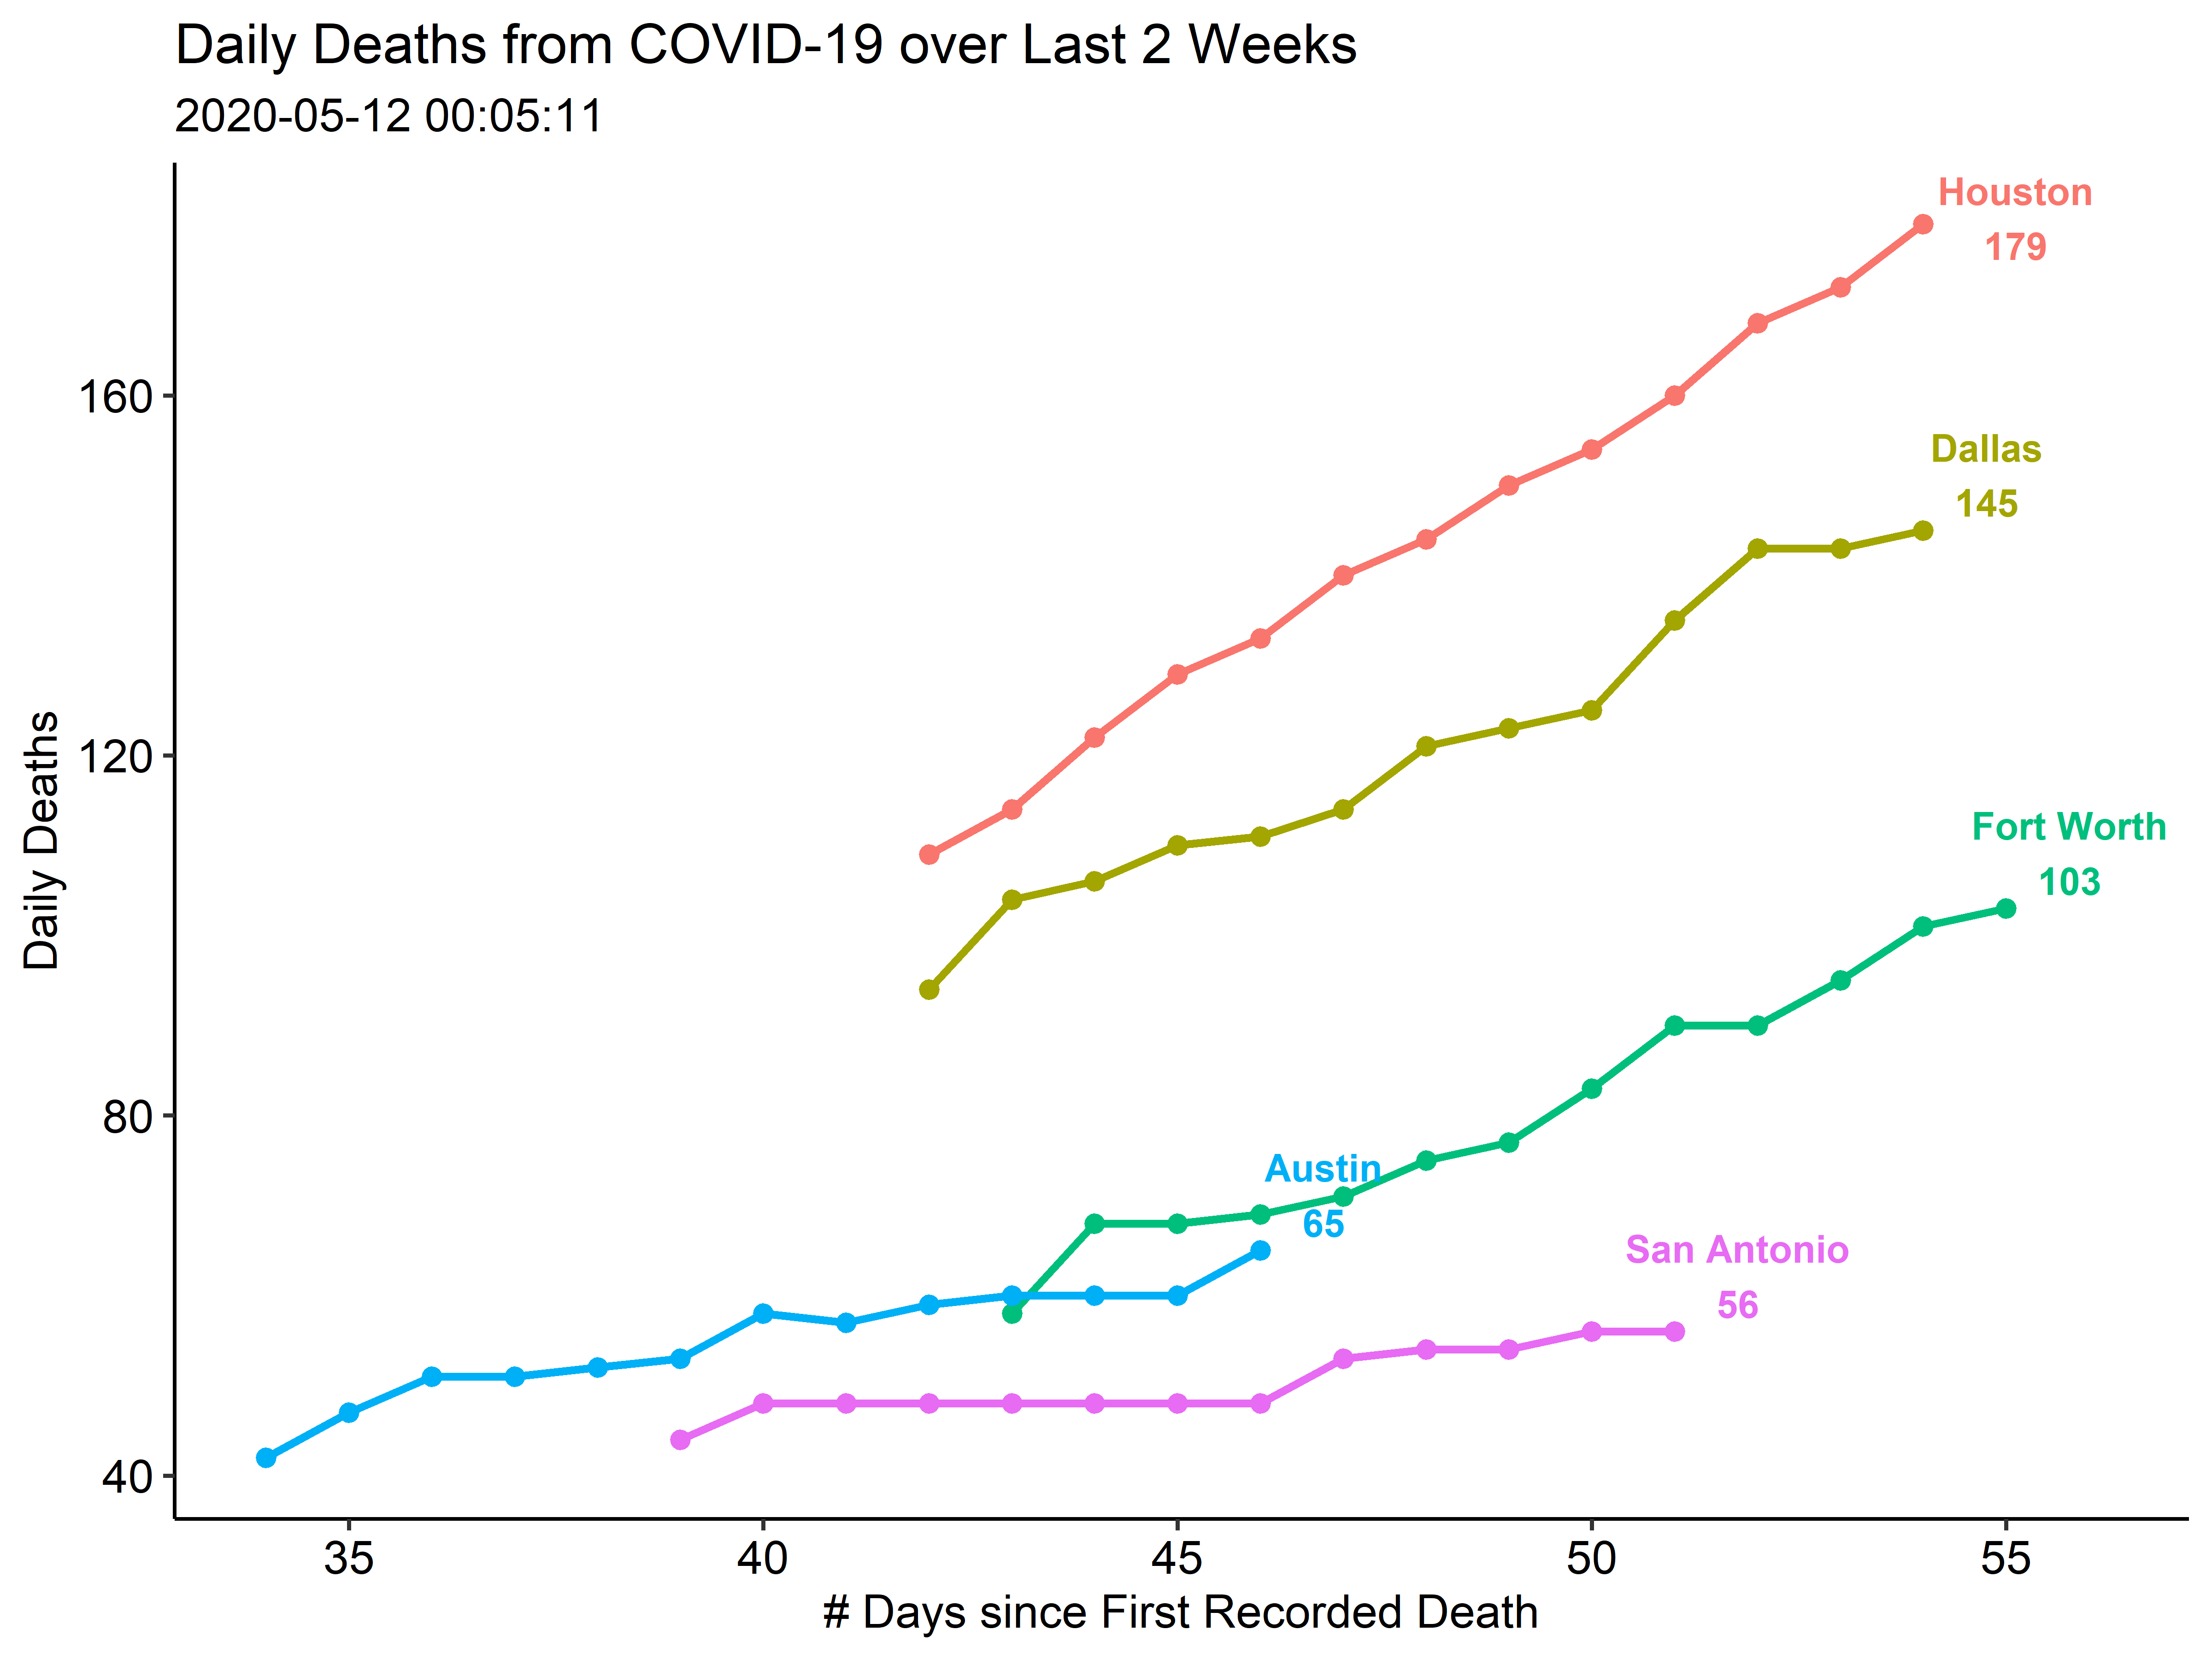 Daily Deaths from COVID-19 over Last 2 Weeks
2020-05-12 00:05:11
Daily Deaths
160
120
80
40
Houston
179
Dallas
145
Fort Worth
103
Austin
65
San Antonio
56
35 40 45 50 55
# Days since First Recorded Death